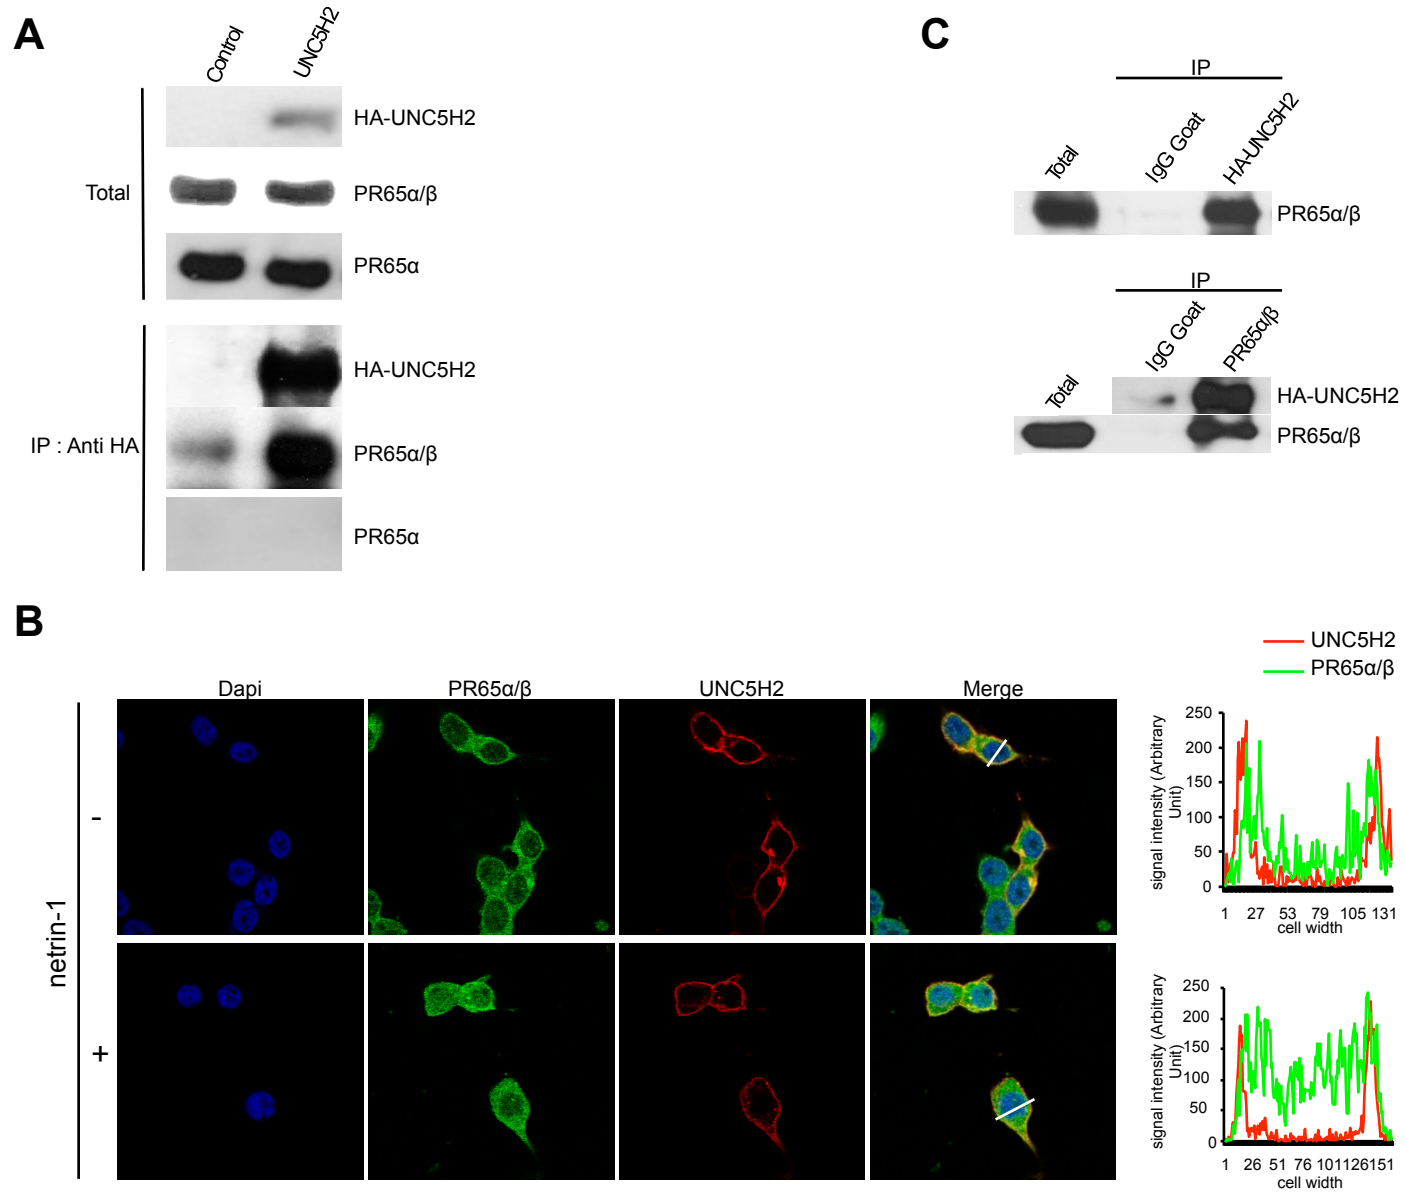 A
Control
UNC5H2
HA-UNC5H2
Total
PR65α/β
PR65α
HA-UNC5H2
IP : Anti HA
PR65α/β
PR65α
C
IP
Total
IgG Goat
HA-UNC5H2
PR65α/β
IP
Total
IgG Goat
PR65α/β
HA-UNC5H2
PR65α/β
B
UNC5H2
PR65α/β
Dapi
PR65α/β
UNC5H2
Merge
netrin-1
-
+
signal intensity (Arbitrary
Unit)
250
200
150
100
50
0
1 27 53 79 105 131
cell width
signal intensity (Arbitrary
Unit)
250
200
150
100
50
0
1 26 51 76 101126151
cell width